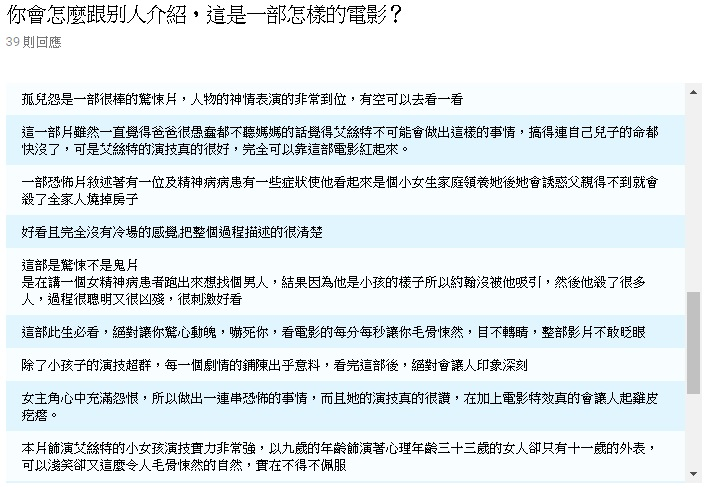 你會怎麼跟別人介紹，這是一部怎樣的電影？
39 則回應
孤兒怨是一部很棒的驚悚片，人物的神情表演的非常到位，有空可以去看一看
這一部片雖然一直覺得爸爸很愚蠢都不聽媽媽的話覺得艾絲特不可能會做出這樣的事情，搞得連自己兒子的命都
快沒了，可是艾絲特的演技真的很好，完全可以靠這部電影紅起來。
一部恐怖片敘述著有一位及精神病病患有一些症狀使他看起來是個小女生家庭領養她後她會誘惑父親得不到就會
殺了全家人燒掉房子
好看且完全沒有冷場的感覺,把整個過程描述的很清楚
這部是驚悚不是鬼片
是在講一個女精神病患者跑出來想找個男人，結果因為他是小孩的樣子所以約翰沒被他吸引，然後他殺了很多
人，過程很聰明又很凶殘，很刺激好看
這部此生必看，絕對讓你驚心動魄，嚇死你，看電影的每分每秒讓你毛骨悚然，目不轉睛，整部影片不敢眨眼
除了小孩子的演技超群，每一個劇情的鋪陳出乎意料，看完這部後，絕對會讓人印象深刻
女主角心中充滿怨恨，所以做出一連串恐怖的事情，而且她的演技真的很讚，在加上電影特效真的會讓人起雞皮
疙瘩。
本片飾演艾絲特的小女孩演技實力非常強，以九歲的年齡飾演著心理年齡三十三歲的女人卻只有十一歲的外表，
可以淺笑卻又這麼令人毛骨悚然的自然，實在不得不佩服